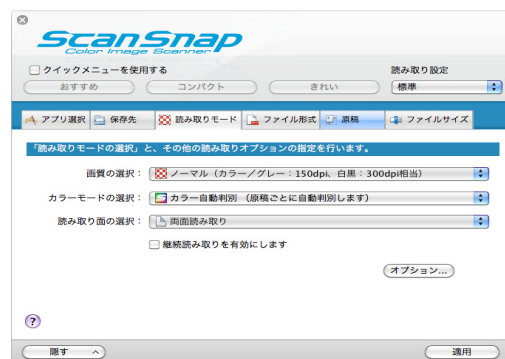 ScanSnap
Color Image Scanner
クイックメニューを使用する
読み取り設定
おすすめ
コンパクト
きれい
標準
アプリ選択
保存先
読み取りモード
ファイル形式
原稿
ファイルサイズ
「読み取りモードの選択」と、その他の読み取りオプションの指定を行います。
画質の選択： ノーマル（カラー／グレー：150dpi、白黒：300dpi相当）
カラーモードの選択： カラー自動判別 （原稿ごとに自動判別します）
読み取り面の選択： 両面読み取り
継続読み取りを有効にします
オプション...
?
隠す
適用